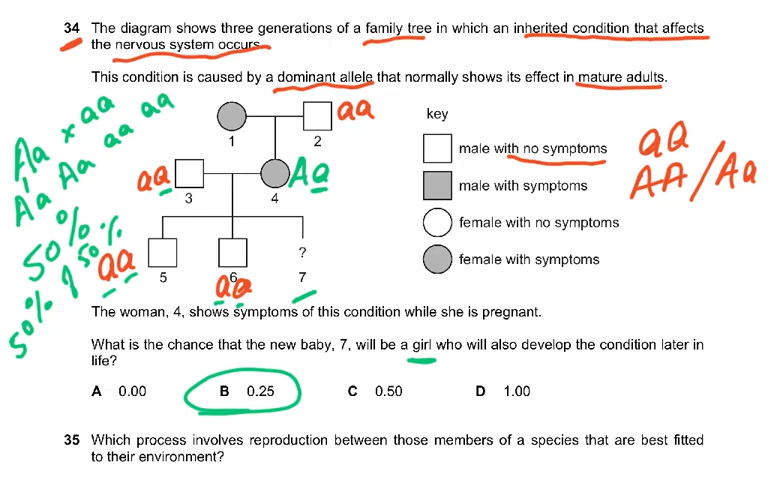 34 The diagram shows three generations of a family tree in which an inherited condition that affects
the nervous system occurs.
This condition is caused by a dominant allele that normally shows its effect in mature adults.
Aa x aa
Aa Aa aa aa
50% 50%
50% of 50%
aa
1
2
key
male with no symptoms
aa
AA/Aa
aa
3
Aa
4
male with symptoms
female with no symptoms
female with symptoms
aa
5
6
aa
?
7
The woman, 4, shows symptoms of this condition while she is pregnant.
What is the chance that the new baby, 7, will be a girl who will also develop the condition later in
life?
A 0.00 B 0.25 C 0.50 D 1.00
35 Which process involves reproduction between those members of a species that are best fitted
to their environment?